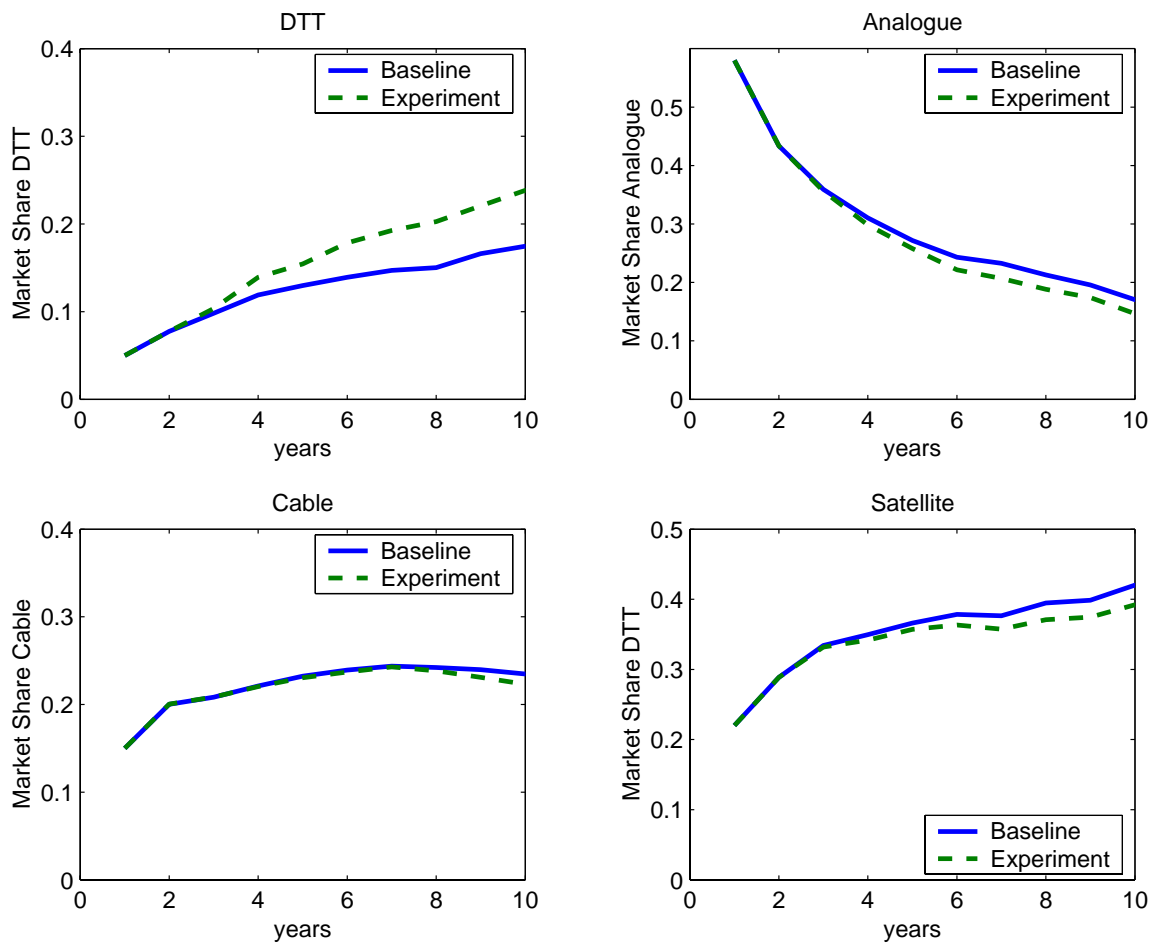 DTT
0.4
0.3
0.2
0.1
0
Market Share DTT
Baseline
Experiment
0 2 4 6 8 10
years
Analogue
0.5
0.4
0.3
0.2
0.1
0
Market Share Analogue
Baseline
Experiment
0 2 4 6 8 10
years
Cable
0.4
0.3
0.2
0.1
0
Market Share Cable
Baseline
Experiment
0 2 4 6 8 10
years
Satellite
0.5
0.4
0.3
0.2
0.1
0
Market Share DTT
Baseline
Experiment
0 2 4 6 8 10
years